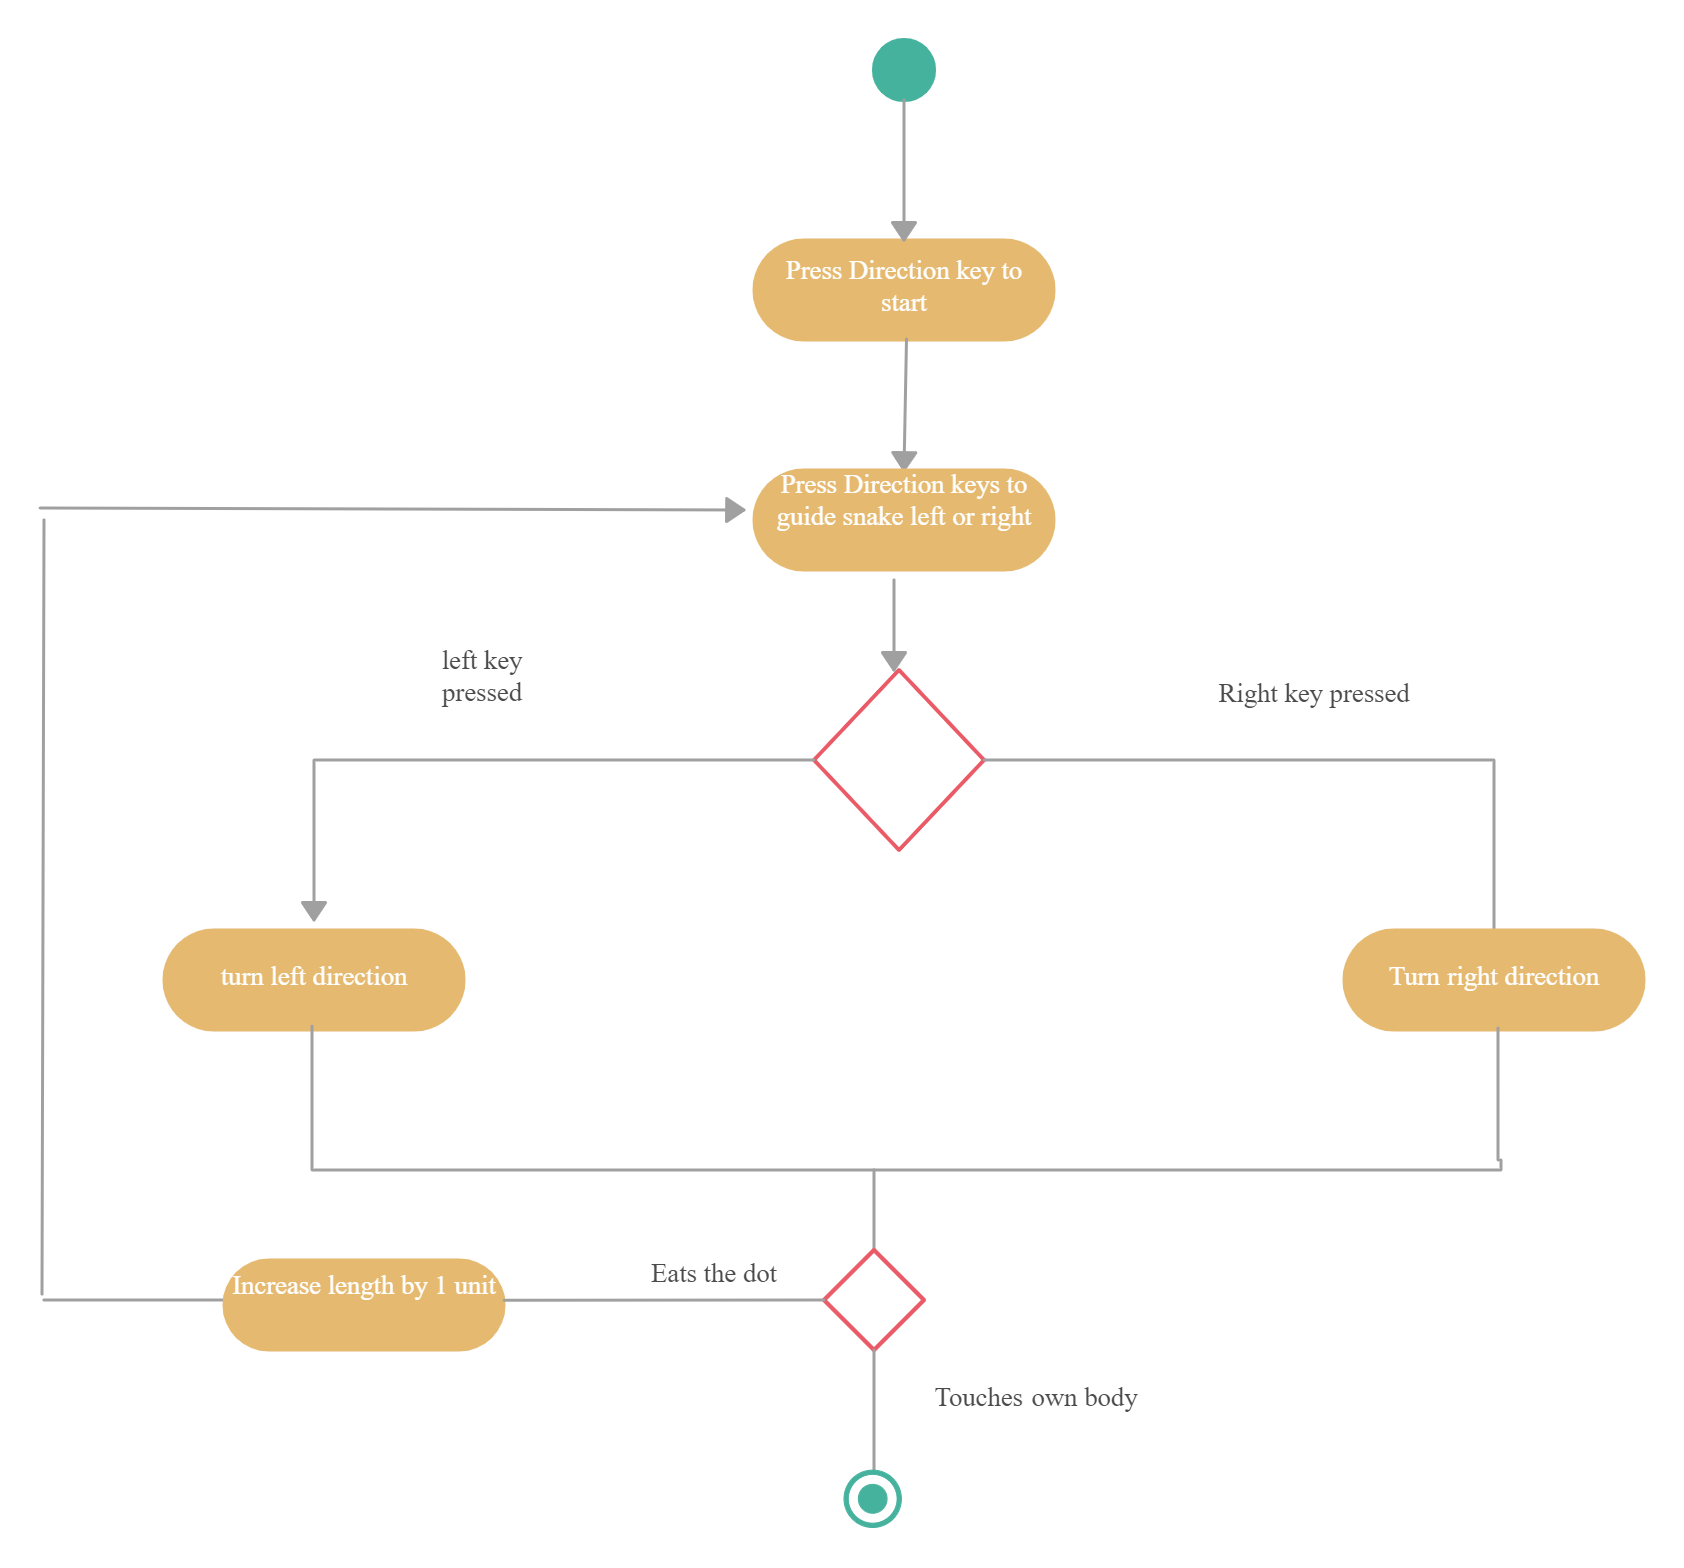 Press Direction key to
start
Press Direction keys to
guide snake left or right
left key
pressed
Right key pressed
turn left direction
Turn right direction
Increase length by 1 unit
Eats the dot
Touches own body